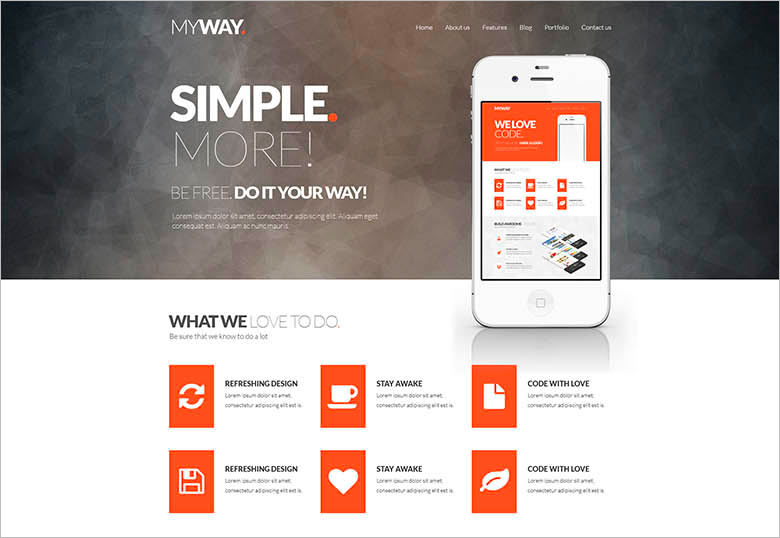 MYWAY.
Home About us Features Blog Portfolio Contact us
SIMPLE.
MORE!
BE FREE. DO IT YOUR WAY!
Lorem ipsum dolor sit amet, consectetur adipiscing elit. Aliquam eget
consequat est. Aliquam ac nunc mauris.
MYWAY
WE LOVE
CODE.
WHAT WE
BUILD AWESOME
WHAT WE LOVE TO DO.
Be sure that we know to do a lot
REFRESHING DESIGN
Lorem ipsum dolor sit amet,
consectetur adipiscing elit est is.
STAY AWAKE
Lorem ipsum dolor sit amet,
consectetur adipiscing elit est is.
CODE WITH LOVE
Lorem ipsum dolor sit amet,
consectetur adipiscing elit est is.
REFRESHING DESIGN
Lorem ipsum dolor sit amet,
consectetur adipiscing elit est is.
STAY AWAKE
Lorem ipsum dolor sit amet,
consectetur adipiscing elit est is.
CODE WITH LOVE
Lorem ipsum dolor sit amet,
consectetur adipiscing elit est is.